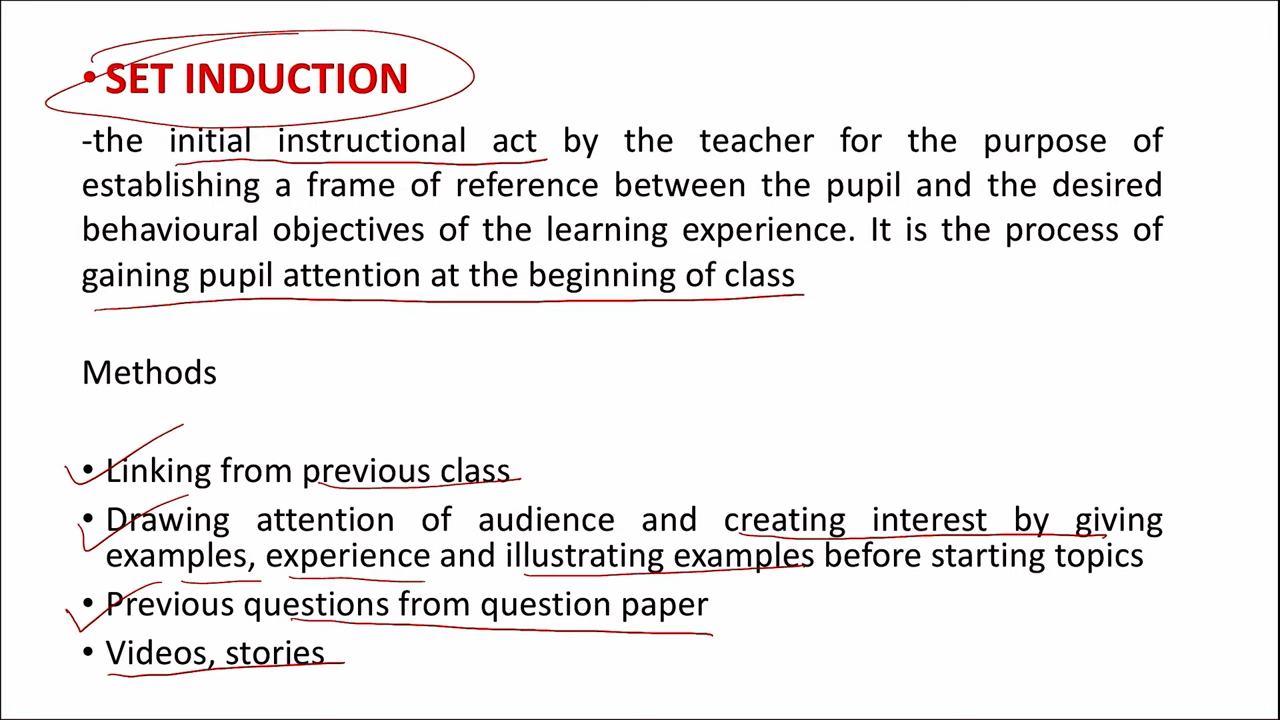 • SET INDUCTION
-the initial instructional act by the teacher for the purpose of
establishing a frame of reference between the pupil and the desired
behavioural objectives of the learning experience. It is the process of
gaining pupil attention at the beginning of class
Methods
• Linking from previous class
• Drawing attention of audience and creating interest by giving
examples, experience and illustrating examples before starting topics
• Previous questions from question paper
• Videos, stories